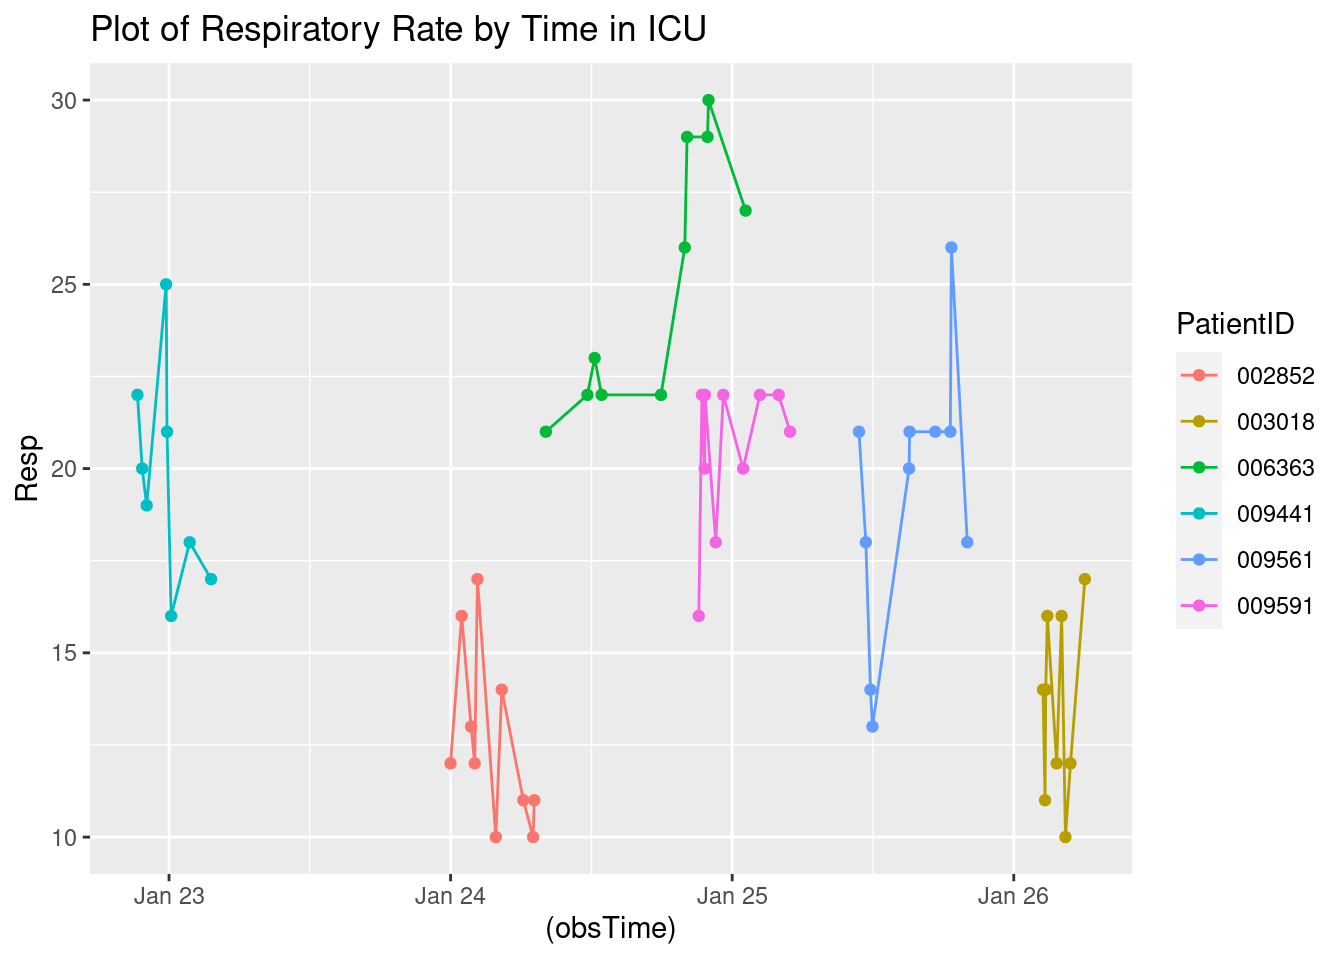 Plot of Respiratory Rate by Time in ICU
30
25
20
15
10
Resp
Jan 23
Jan 24
Jan 25
Jan 26
(obsTime)
PatientID
002852
003018
006363
009441
009561
009591